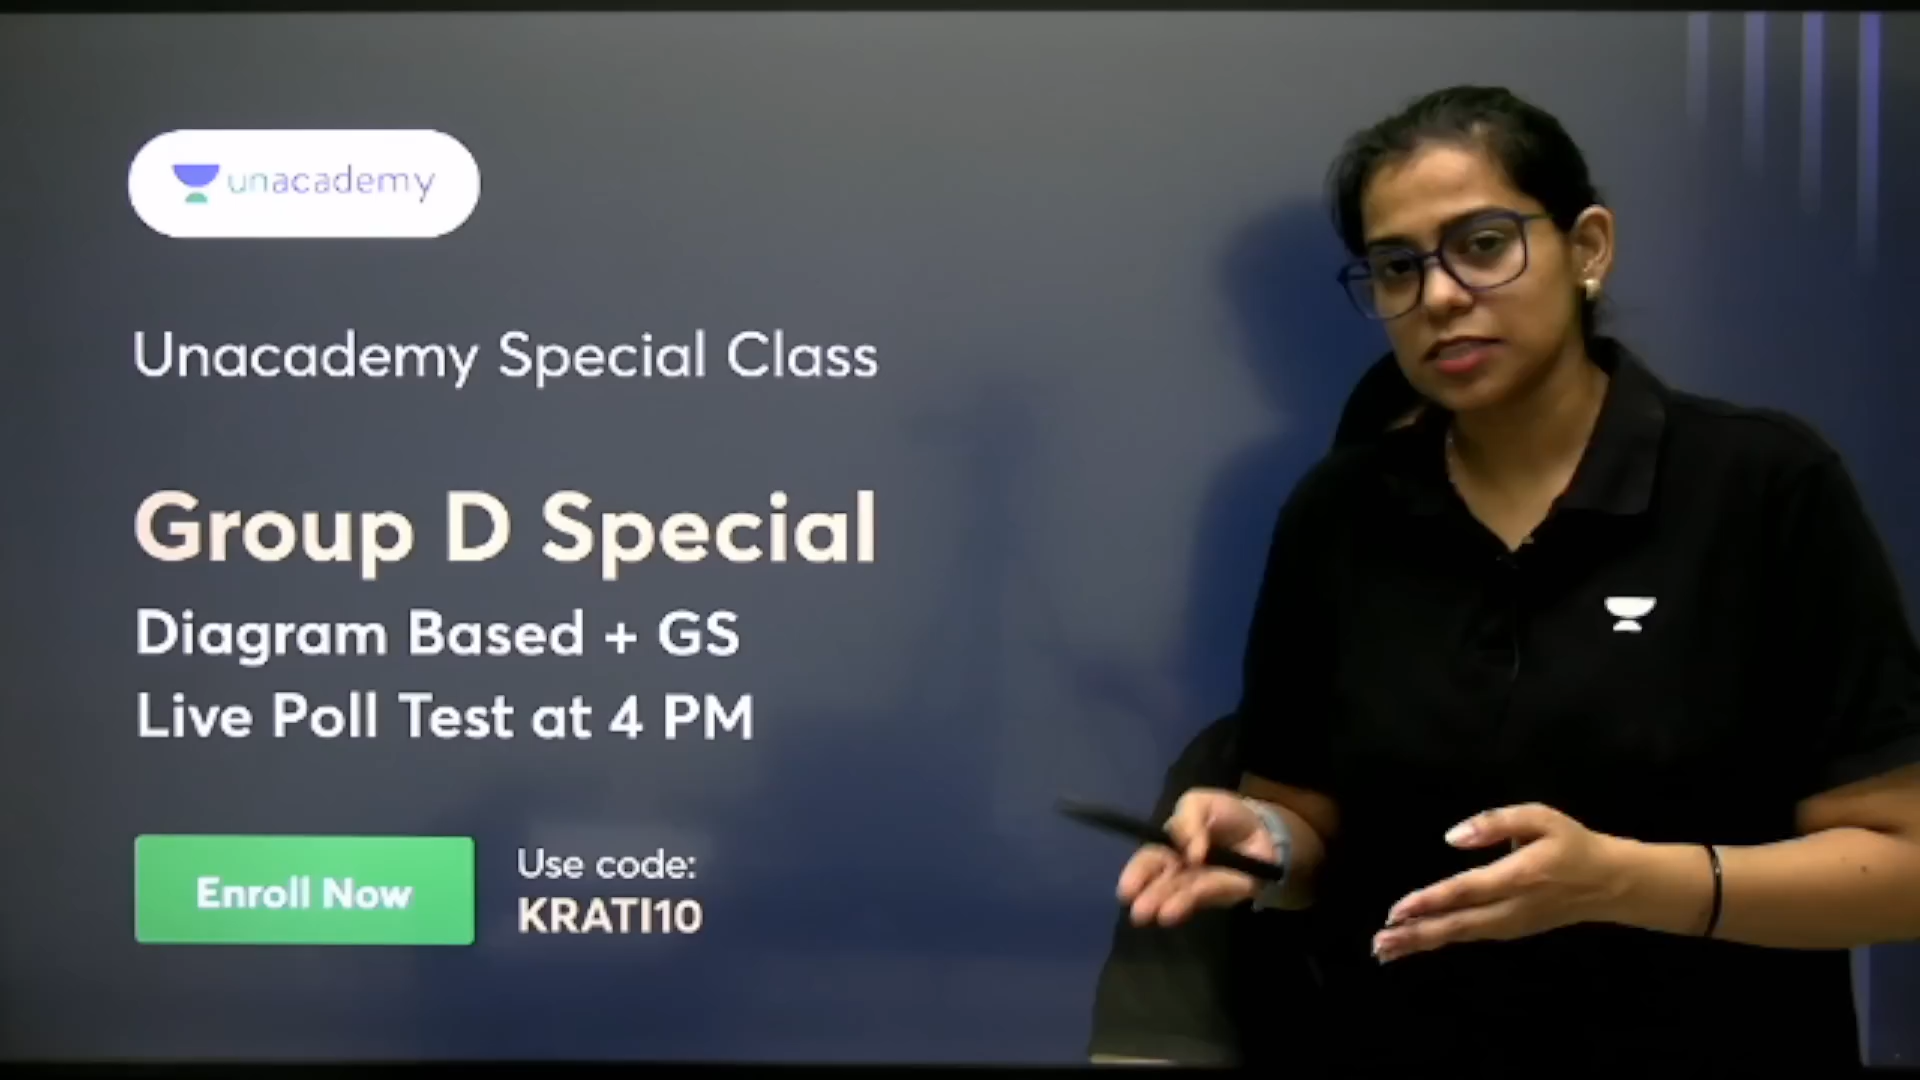 unacademy
Unacademy Special Class
Group D Special
Diagram Based + GS
Live Poll Test at 4 PM
Enroll Now
Use code:
KRATI10